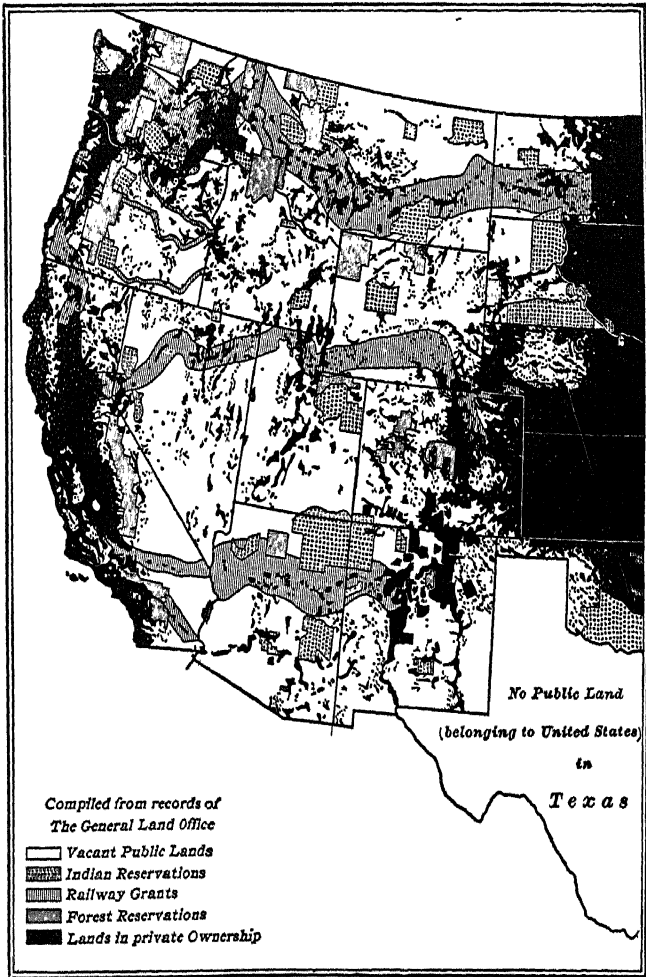 No Public Land
(belonging to United States)
in
Texas
Compiled from records of
The General Land Office
Vacant Public Lands
Indian Reservations
Railway Grants
Forest Reservations
Lands in private Ownership